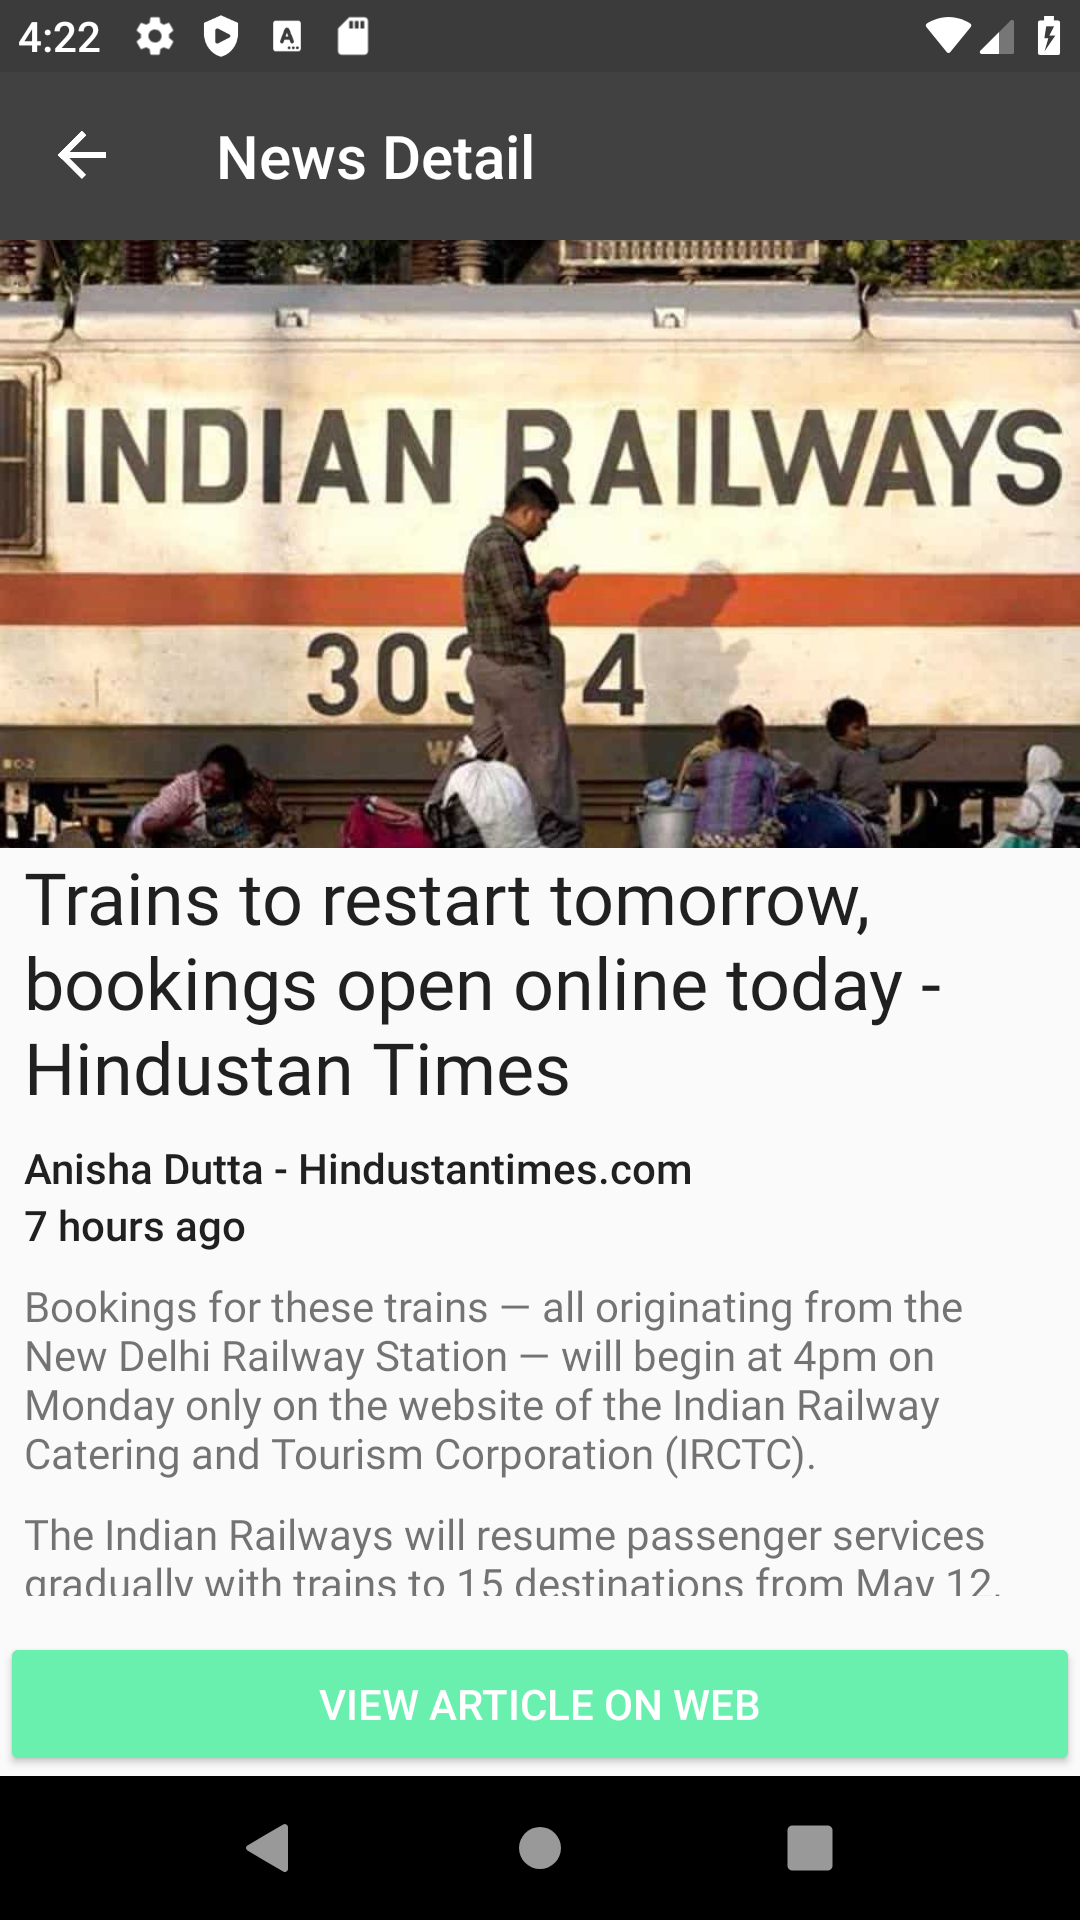 4:22
News Detail
INDIAN RAILWAYS
4
Trains to restart tomorrow,
bookings open online today -
Hindustan Times
Anisha Dutta - Hindustantimes.com
7 hours ago
Bookings for these trains — all originating from the
New Delhi Railway Station — will begin at 4pm on
Monday only on the website of the Indian Railway
Catering and Tourism Corporation (IRCTC).
The Indian Railways will resume passenger services
gradually with trains to 15 destinations from May 12.
VIEW ARTICLE ON WEB